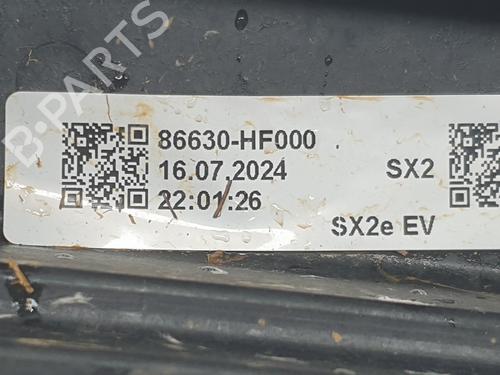 B-PARTS
86630-HF000
16.07.2024 SX2
22:01:26
SX2e EV